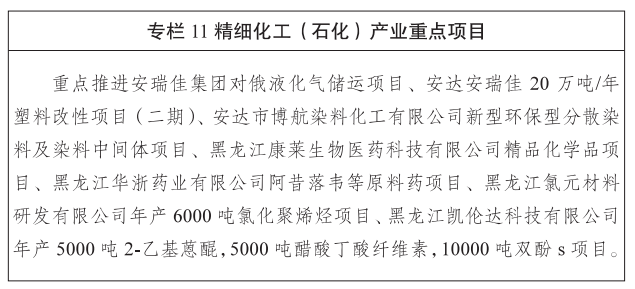 专栏 11 精细化工（石化）产业重点项目
重点推进安瑞佳集团对俄液化气储运项目、安达安瑞佳 20 万吨/年
塑料改性项目（二期）、安达市博航染料化工有限公司新型环保型分散染
料及染料中间体项目、黑龙江康莱生物医药科技有限公司精品化学品项
目、黑龙江华浙药业有限公司阿昔落韦等原料药项目、黑龙江氯元材料
研发有限公司年产 6000 吨氯化聚烯烃项目、黑龙江凯伦达科技有限公司
年产 5000 吨 2-乙基蒽醌,5000 吨醋酸丁酸纤维素,10000 吨双酚 s 项目。